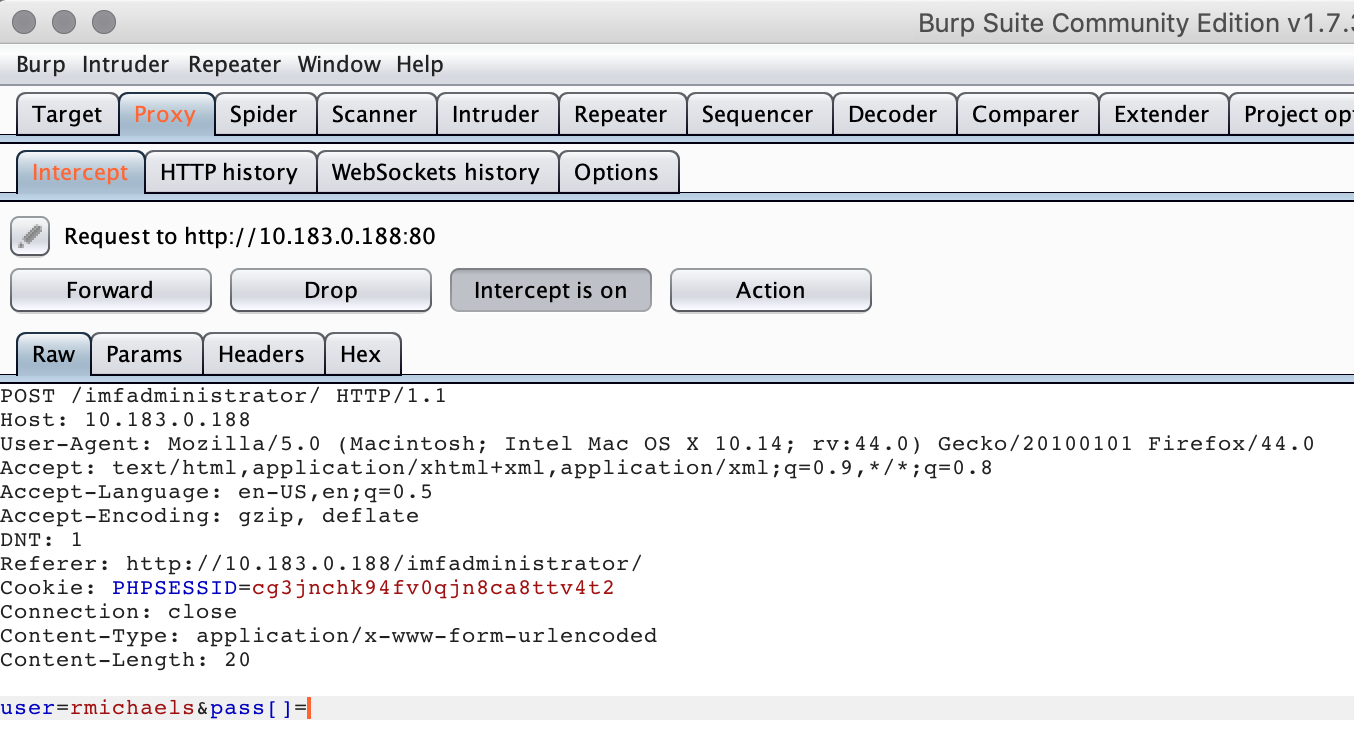 Burp Suite Community Edition v1.7.
Burp Intruder Repeater Window Help
Target Proxy Spider Scanner Intruder Repeater Sequencer Decoder Comparer Extender Project op
Intercept HTTP history WebSockets history Options
Request to http://10.183.0.188:80
Forward Drop Intercept is on Action
Raw Params Headers Hex
POST /imfadministrator/ HTTP/1.1
Host: 10.183.0.188
User-Agent: Mozilla/5.0 (Macintosh; Intel Mac OS X 10.14; rv:44.0) Gecko/20100101 Firefox/44.0
Accept: text/html,application/xhtml+xml,application/xml;q=0.9,*/*;q=0.8
Accept-Language: en-US,en;q=0.5
Accept-Encoding: gzip, deflate
DNT: 1
Referer: http://10.183.0.188/imfadministrator/
Cookie: PHPSESSID=cg3jnchk94fv0qjn8ca8ttv4t2
Connection: close
Content-Type: application/x-www-form-urlencoded
Content-Length: 20
user=rmichaels&pass[]=